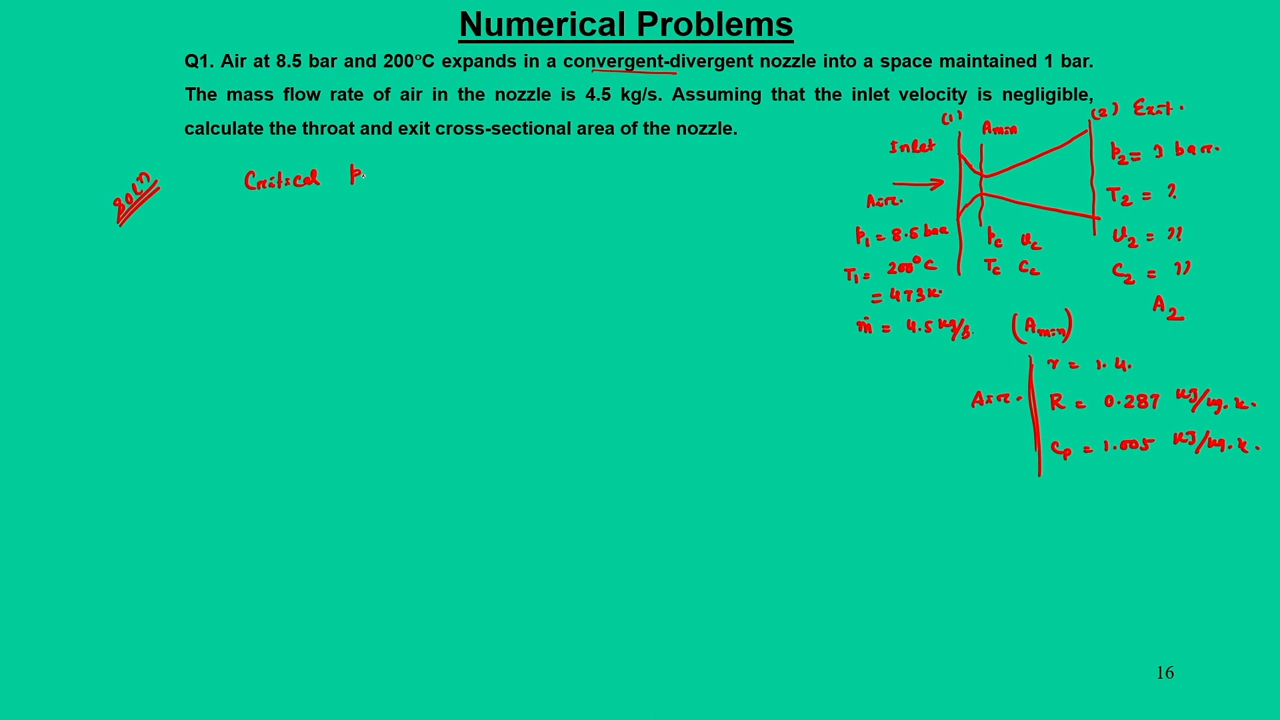 Numerical Problems
Q1. Air at 8.5 bar and 200°C expands in a convergent-divergent nozzle into a space maintained 1 bar.
The mass flow rate of air in the nozzle is 4.5 kg/s. Assuming that the inlet velocity is negligible,
calculate the throat and exit cross-sectional area of the nozzle.
(1) Amin (2) Exit.
Inlet
Air.
p1 = 8.5 bar
T1 = 200°C
= 473K.
ṁ = 4.5 kg/s.
pc vc
Tc Cc
(Amin)
p2 = 1 bar.
T2 = ?
v2 = ??
C2 = ??
A2
Air.
γ = 1.4.
R = 0.287 kJ/kg.K.
Cp = 1.005 kJ/kg.K.
Soln
Critical p
16